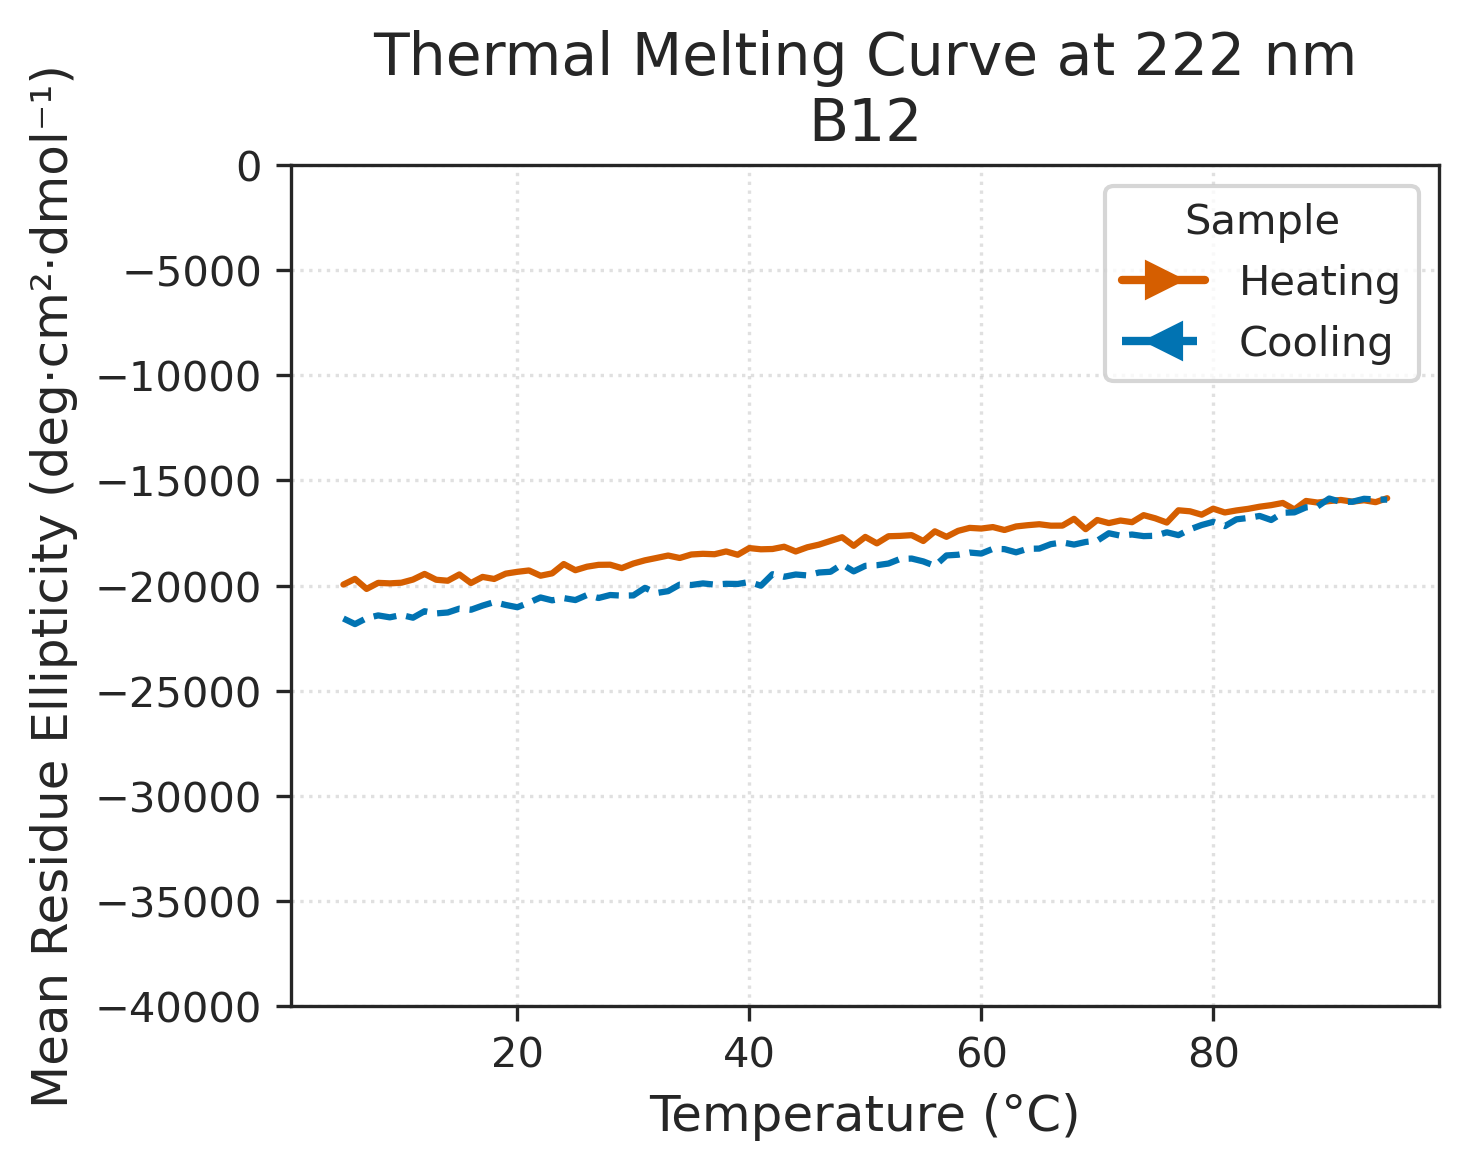 Thermal Melting Curve at 222 nm
B12
Mean Residue Ellipticity (deg·cm²·dmol⁻¹)
0
−5000
−10000
−15000
−20000
−25000
−30000
−35000
−40000
Sample
Heating
Cooling
20
40
60
80
Temperature (°C)